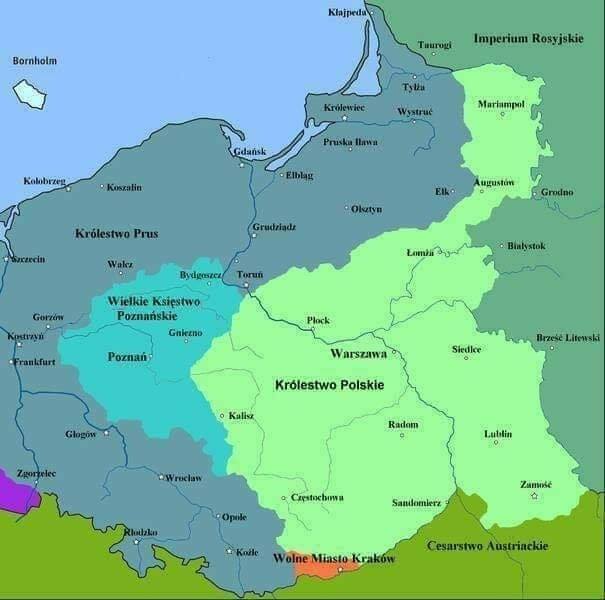 Kłajpeda
Taurogi
Imperium Rosyjskie
Bornholm
Tylża
Mariampol
Królewiec
Wystruć
Pruska Iława
Gdańsk
Elbląg
Kołobrzeg
Koszalin
Ełk
Augustów
Grodno
Olsztyn
Grudziądz
Królestwo Prus
Białystok
Łomża
Szczecin
Wałcz
Bydgoszcz
Toruń
Wielkie Księstwo
Poznańskie
Gorzów
Płock
Gniezno
Kostrzyń
Brześć Litewski
Warszawa
Siedlce
Poznań
Frankfurt
Królestwo Polskie
Kalisz
Radom
Głogów
Lublin
Zgorzelec
Wrocław
Zamość
Częstochowa
Sandomierz
Opole
Kłodzko
Cesarstwo Austriackie
Koźle
Wolne Miasto Kraków